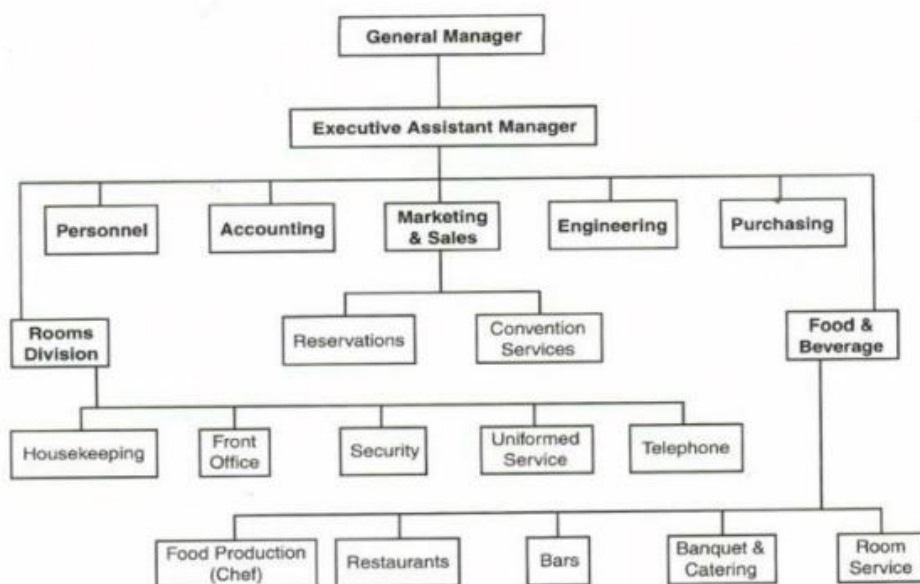 General Manager
Executive Assistant Manager
Personnel
Accounting
Marketing
& Sales
Engineering
Purchasing
Rooms
Division
Reservations
Convention
Services
Food &
Beverage
Housekeeping
Front
Office
Security
Uniformed
Service
Telephone
Food Production
(Chef)
Restaurants
Bars
Banquet &
Catering
Room
Service